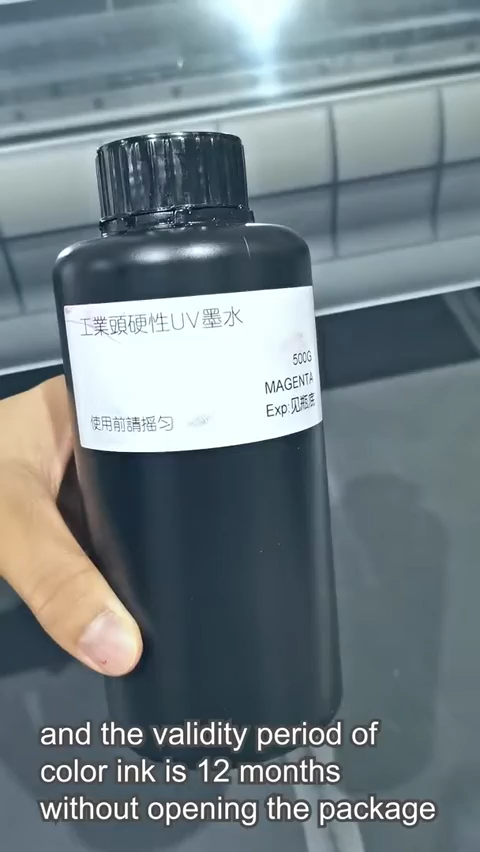 工業頭硬性UV墨水
500G
MAGENTA
Exp:见瓶底
使用前請摇匀
and the validity period of
color ink is 12 months
without opening the package